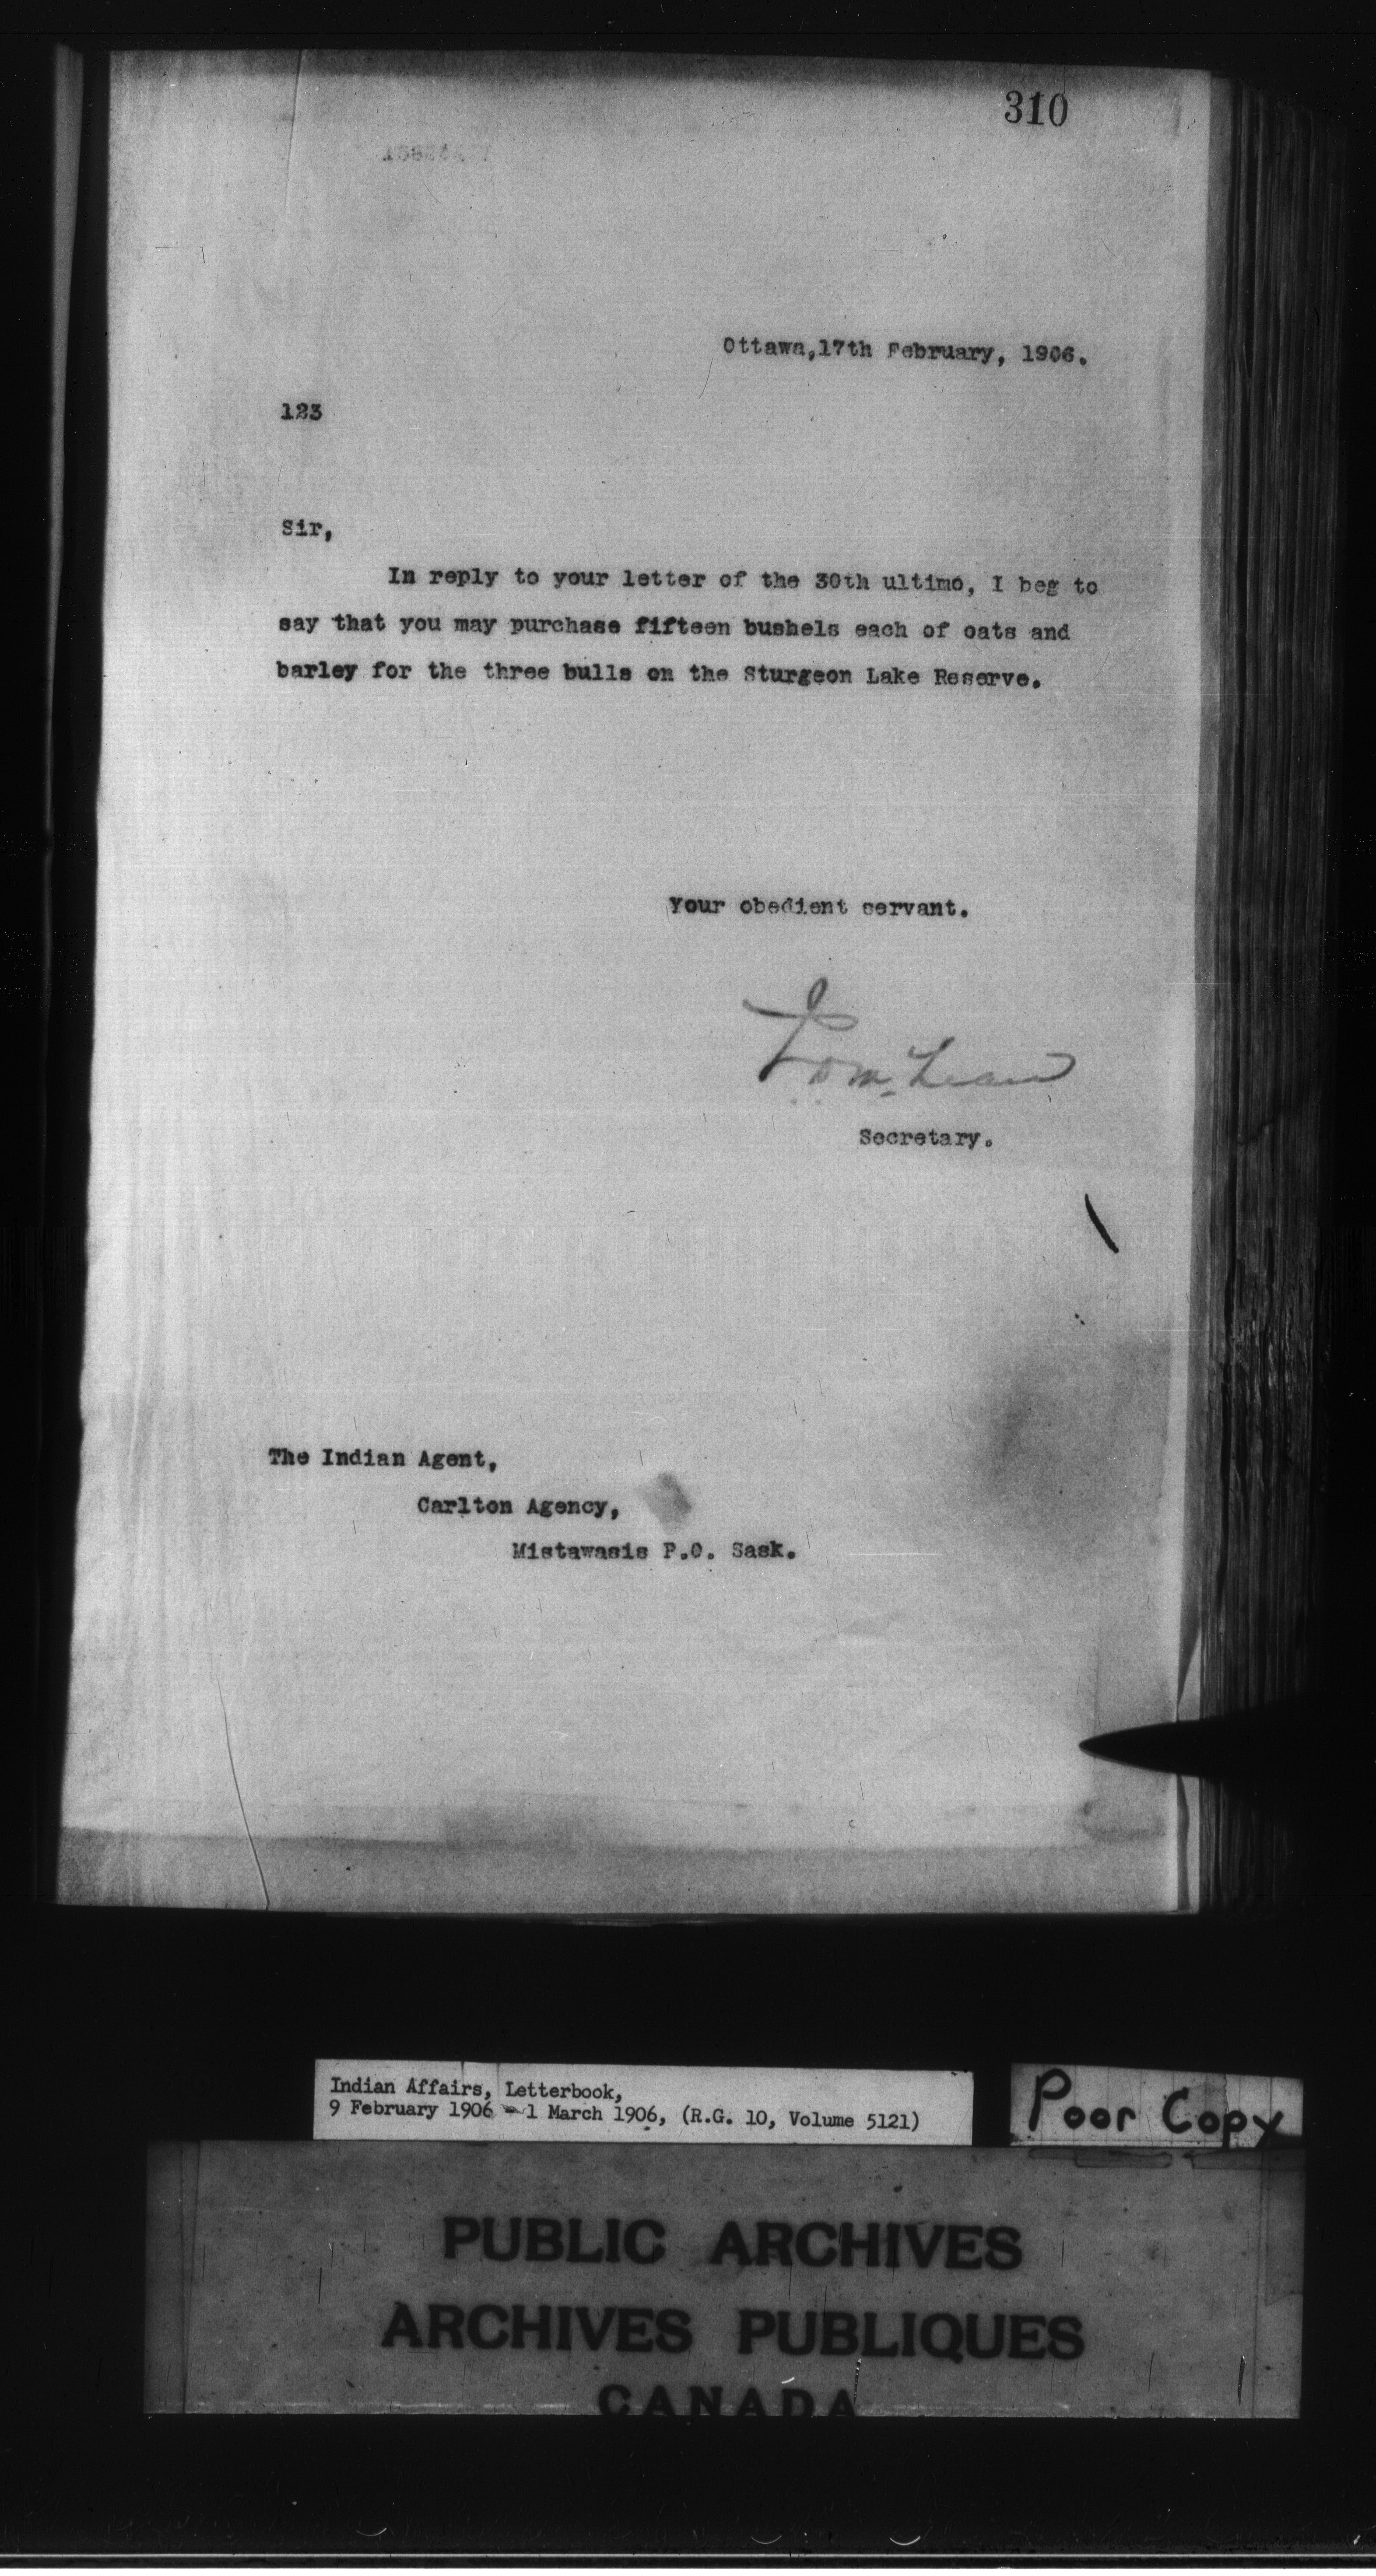 310
Ottawa, 17th February, 1906.
123
Sir,
In reply to your letter of the 30th ultimo, I beg to
say that you may purchase fifteen bushels each of oats and
barley for the three bulls on the Sturgeon Lake Reserve.
Your obedient servant.
McLean
Secretary.
The Indian Agent,
Carlton Agency,
Mistawasis P.O. Sask.
Indian Affairs, Letterbook,
9 February 1906 - 1 March 1906, (R.G. 10, Volume 5121)
Poor Copy
PUBLIC ARCHIVES
ARCHIVES PUBLIQUES
CANADA